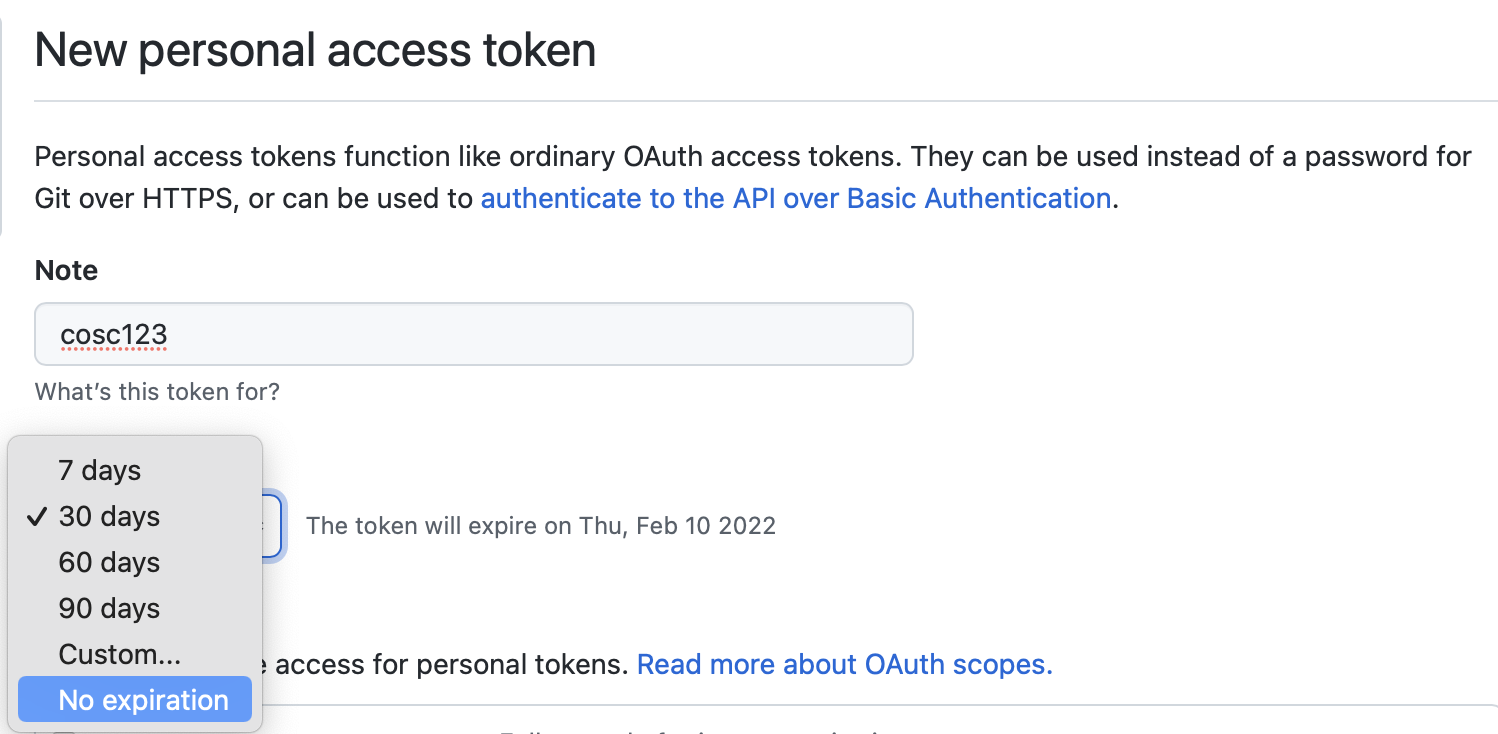 New personal access token
Personal access tokens function like ordinary OAuth access tokens. They can be used instead of a password for
Git over HTTPS, or can be used to authenticate to the API over Basic Authentication.
Note
cosc123
What's this token for?
7 days
✓ 30 days
The token will expire on Thu, Feb 10 2022
60 days
90 days
Custom...
access for personal tokens. Read more about OAuth scopes.
No expiration